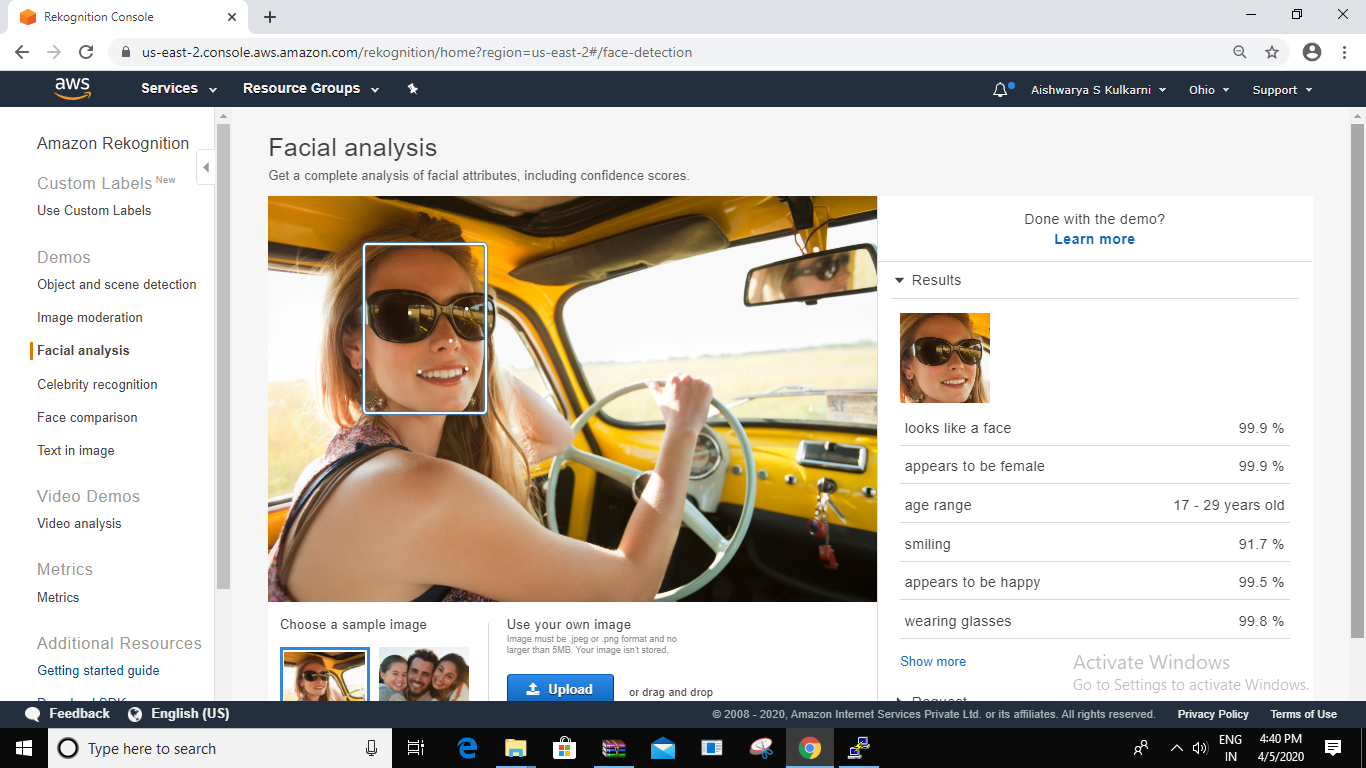 Rekognition Console
us-east-2.console.aws.amazon.com/rekognition/home?region=us-east-2#/face-detection
aws
Services
Resource Groups
Aishwarya S Kulkarni
Ohio
Support
Amazon Rekognition
Custom Labels New
Use Custom Labels
Demos
Object and scene detection
Image moderation
Facial analysis
Celebrity recognition
Face comparison
Text in image
Video Demos
Video analysis
Metrics
Metrics
Additional Resources
Getting started guide
Facial analysis
Get a complete analysis of facial attributes, including confidence scores.
Choose a sample image
Use your own image
Image must be .jpeg or .png format and no
larger than 5MB. Your image isn't stored.
Upload
or drag and drop
Done with the demo?
Learn more
Results
looks like a face 99.9 %
appears to be female 99.9 %
age range 17 - 29 years old
smiling 91.7 %
appears to be happy 99.5 %
wearing glasses 99.8 %
Show more
Request
Activate Windows
Go to Settings to activate Windows.
Feedback
English (US)
© 2008 - 2020, Amazon Internet Services Private Ltd. or its affiliates. All rights reserved.
Privacy Policy
Terms of Use
Type here to search
ENG
IN
4:40 PM
4/5/2020